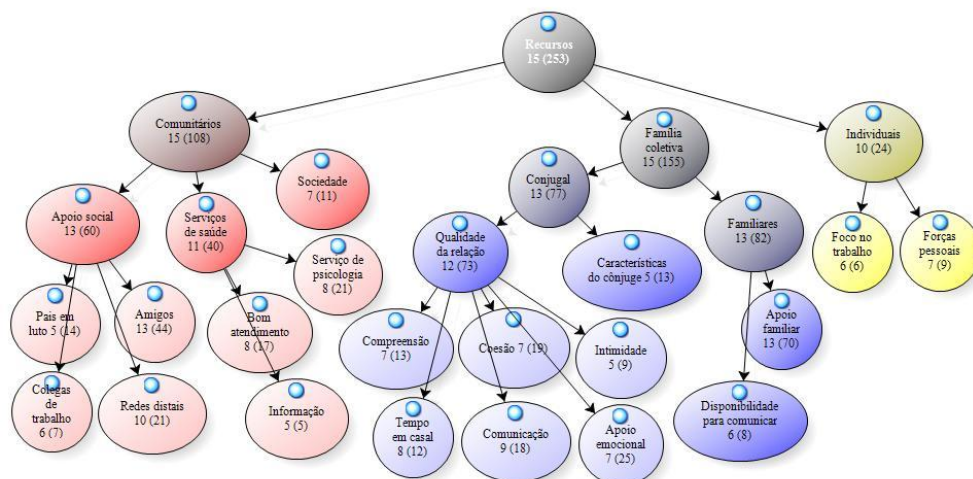 Recursos
15 (253)
Comunitários
15 (108)
Família
coletiva
15 (155)
Individuais
10 (24)
Sociedade
7 (11)
Conjugal
13 (77)
Apoio social
13 (60)
Serviços
de saúde
11 (40)
Familiares
13 (82)
Qualidade
da relação
12 (73)
Foco no
trabalho
6 (6)
Forças
pessoais
7 (9)
Serviço de
psicologia
8 (21)
Características
do cônjuge 5 (13)
Pais em
luto 5 (14)
Amigos
13 (44)
Bom
atendimento
8 (17)
Apoio
familiar
13 (70)
Compreensão
7 (13)
Coesão 7 (19)
Intimidade
5 (9)
Colegas
de
trabalho
6 (7)
Redes distais
10 (21)
Informação
5 (5)
Tempo
em casal
8 (12)
Comunicação
9 (18)
Apoio
emocional
7 (25)
Disponibilidade
para comunicar
6 (8)